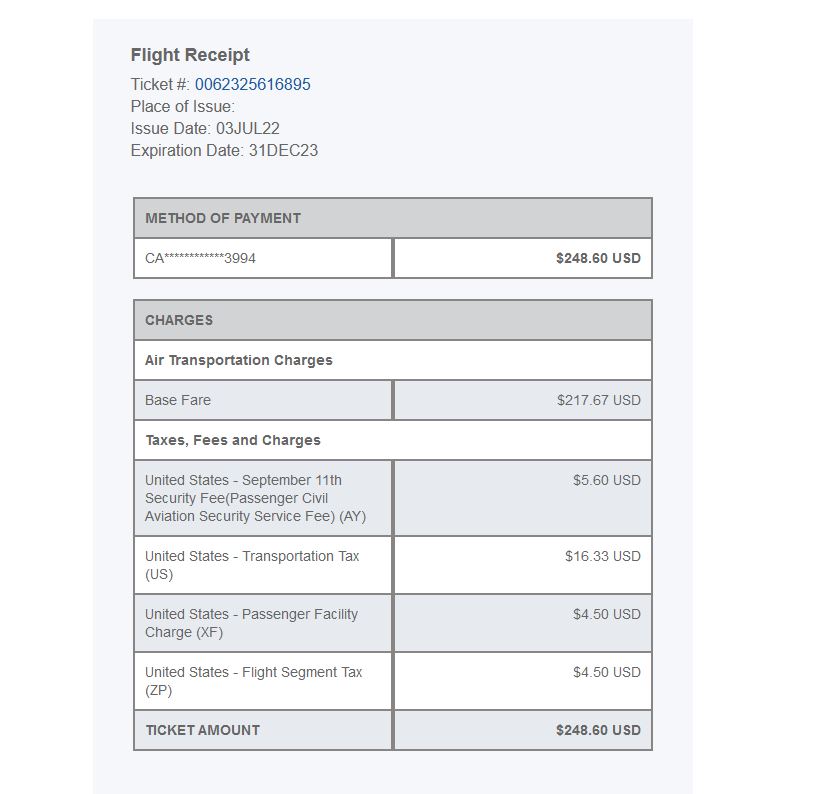 Flight Receipt
Ticket #: 0062325616895
Place of Issue:
Issue Date: 03JUL22
Expiration Date: 31DEC23
METHOD OF PAYMENT
CA************3994 $248.60 USD
CHARGES
Air Transportation Charges
Base Fare $217.67 USD
Taxes, Fees and Charges
United States - September 11th $5.60 USD
Security Fee(Passenger Civil
Aviation Security Service Fee) (AY)
United States - Transportation Tax $16.33 USD
(US)
United States - Passenger Facility $4.50 USD
Charge (XF)
United States - Flight Segment Tax $4.50 USD
(ZP)
TICKET AMOUNT $248.60 USD